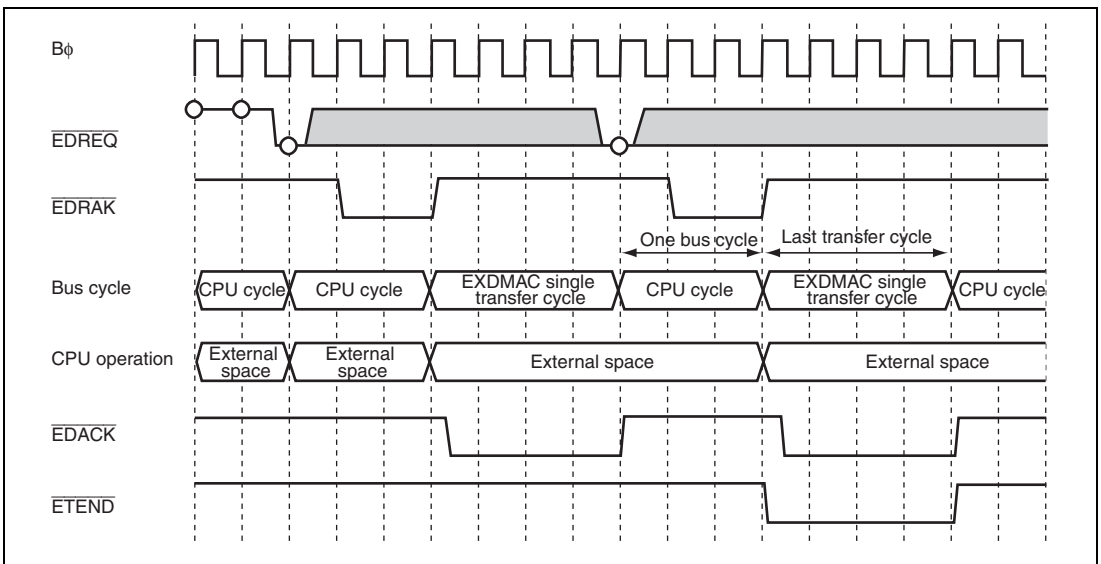 Bϕ
EDREQ
EDRAK
One bus cycle
Last transfer cycle
Bus cycle
CPU cycle
CPU cycle
EXDMAC single
transfer cycle
CPU cycle
EXDMAC single
transfer cycle
CPU cycle
CPU operation
External
space
External
space
External space
External space
EDACK
ETEND